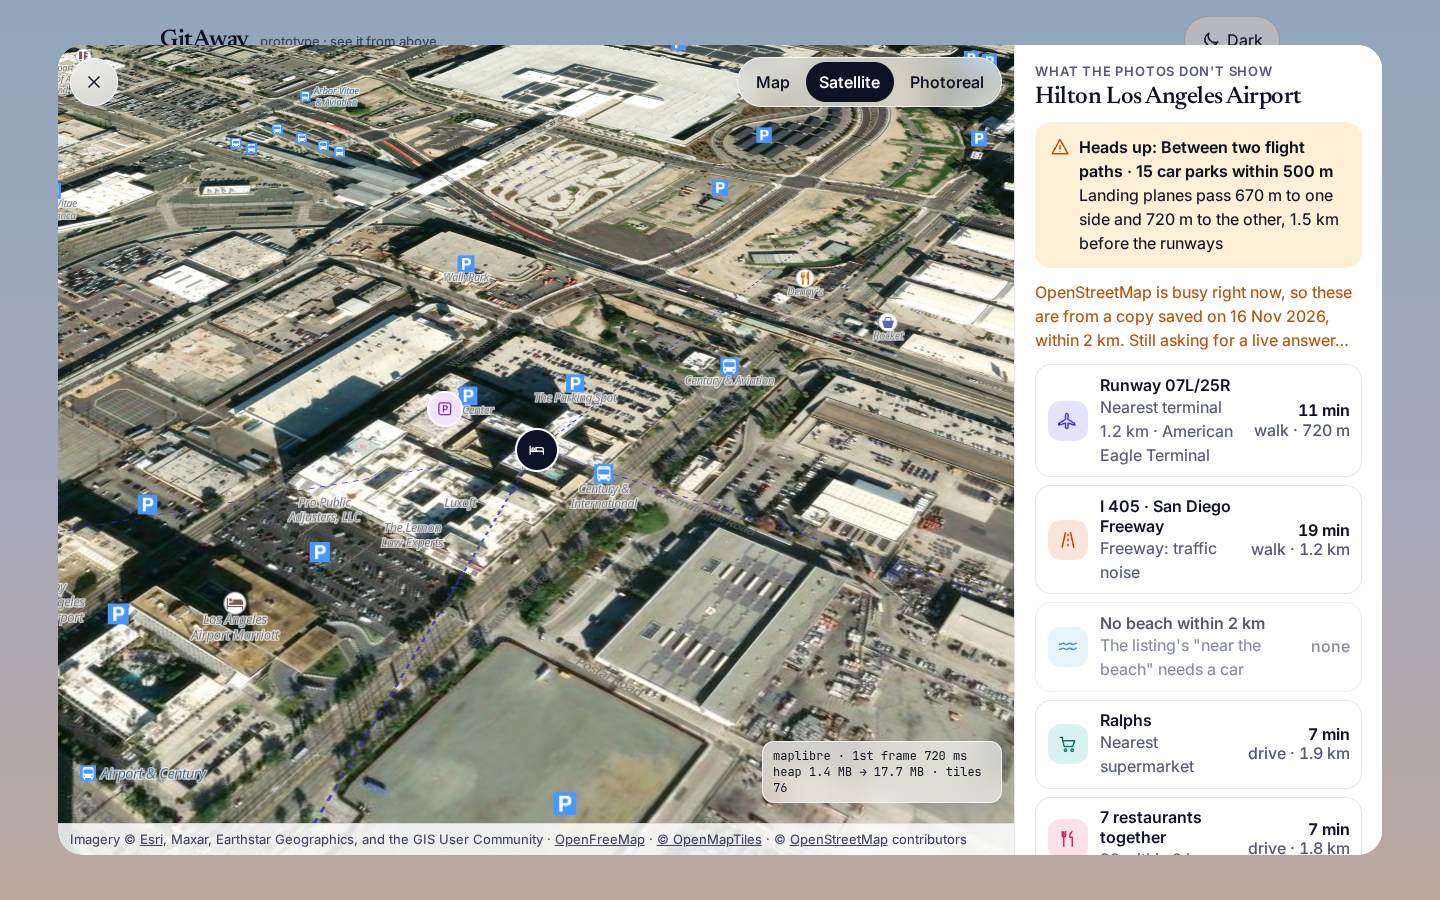 GitAway prototype · see it from above
Dark
Map Satellite Photoreal
Arbor Vitae
& Aviation
Wally Park
Denny's
Rocket
Century & Aviation
The Parking Spot
Center
Century &
International
Pro Public
Adjusters, LLC
Luxoft
The Lemon
Law Experts
Los Angeles
Airport Marriott
Postal Road
Airport & Century
maplibre · 1st frame 720 ms
heap 1.4 MB → 17.7 MB · tiles
76
Imagery © Esri, Maxar, Earthstar Geographics, and the GIS User Community · OpenFreeMap · © OpenMapTiles · © OpenStreetMap contributors
WHAT THE PHOTOS DON'T SHOW
Hilton Los Angeles Airport
Heads up: Between two flight
paths · 15 car parks within 500 m
Landing planes pass 670 m to one
side and 720 m to the other, 1.5 km
before the runways
OpenStreetMap is busy right now, so these
are from a copy saved on 16 Nov 2026,
within 2 km. Still asking for a live answer…
Runway 07L/25R
Nearest terminal
1.2 km · American
Eagle Terminal
11 min
walk · 720 m
I 405 · San Diego
Freeway
Freeway: traffic
noise
19 min
walk · 1.2 km
No beach within 2 km
The listing's "near the
beach" needs a car
none
Ralphs
Nearest
supermarket
7 min
drive · 1.9 km
7 restaurants
together
7 min
drive · 1.8 km